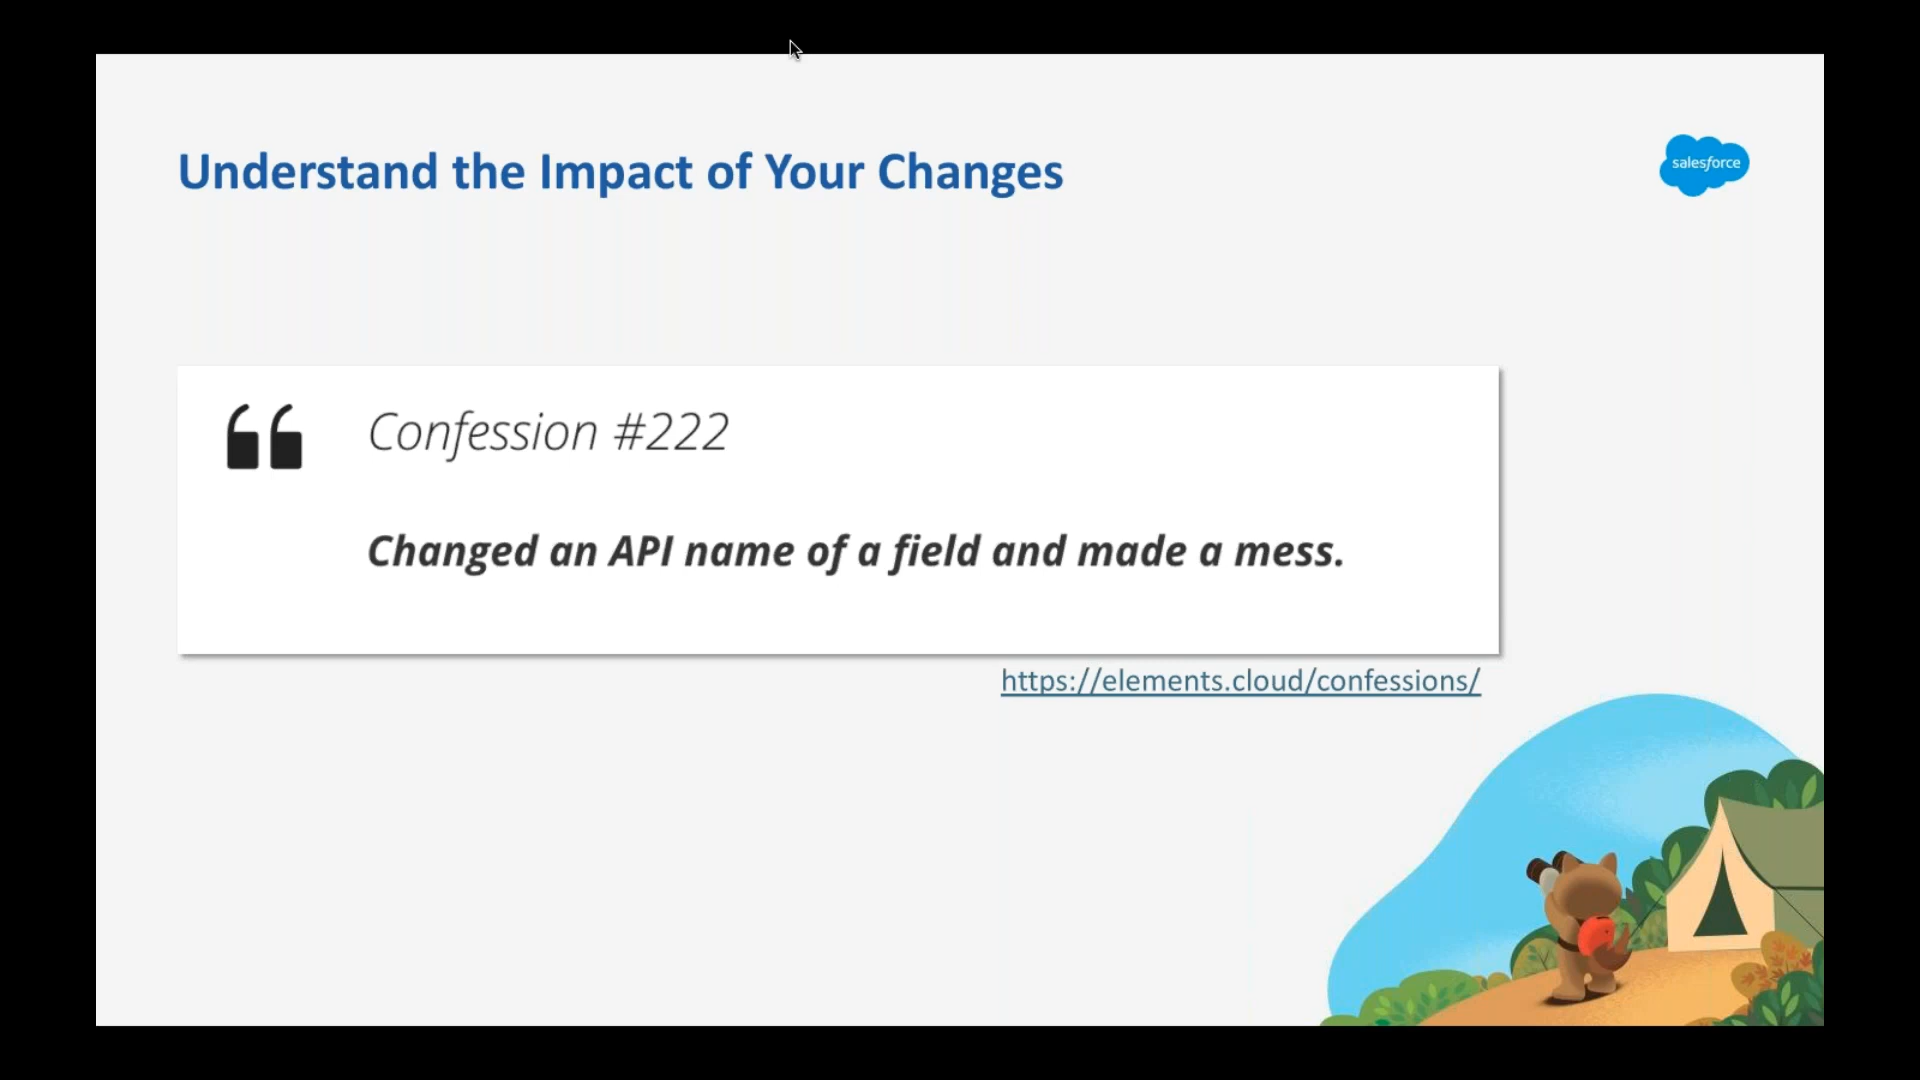 Understand the Impact of Your Changes
salesforce
Confession #222
Changed an API name of a field and made a mess.
https://elements.cloud/confessions/